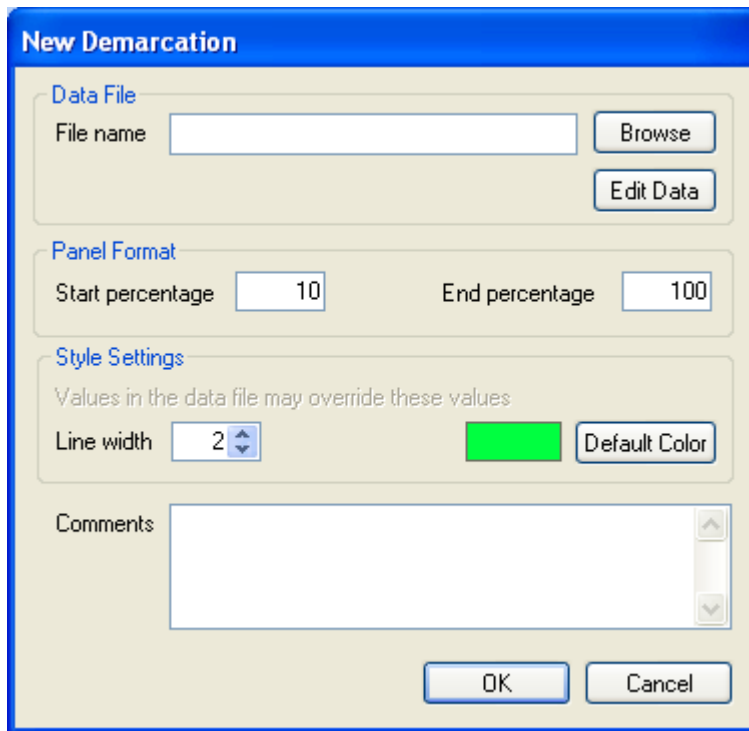 New Demarcation
Data File
File name Browse
Edit Data
Panel Format
Start percentage 10 End percentage 100
Style Settings
Values in the data file may override these values
Line width 2 Default Color
Comments
OK Cancel